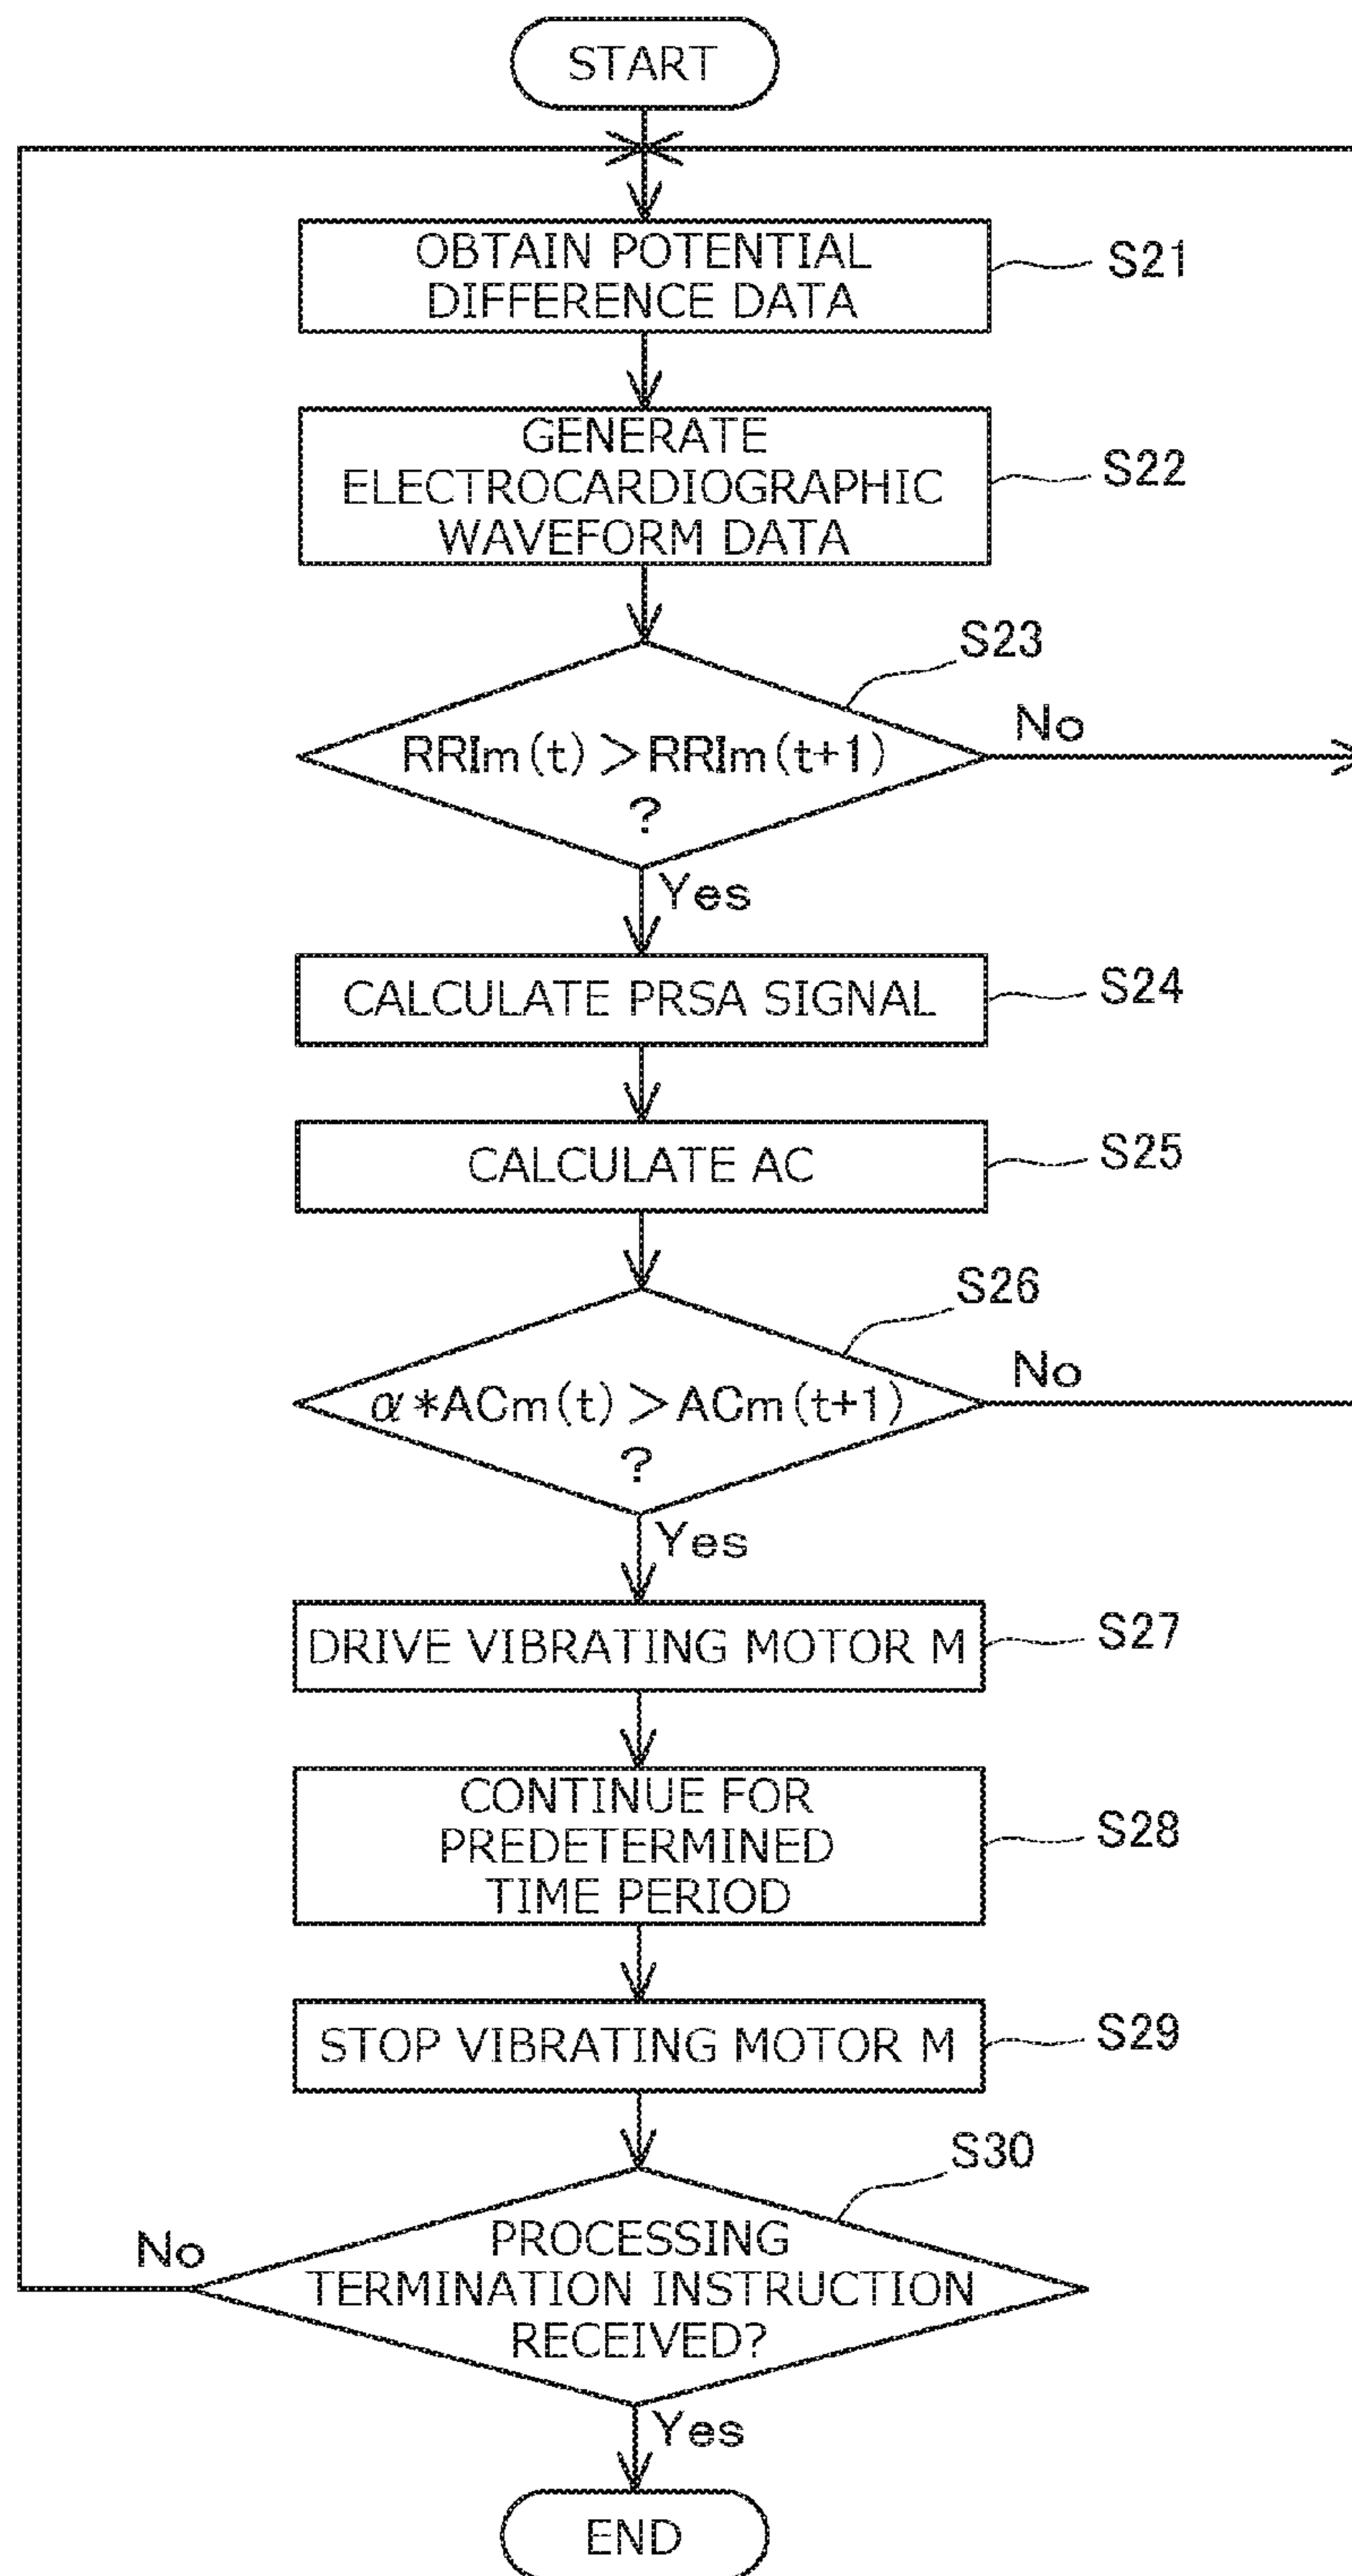 START
OBTAIN POTENTIAL
DIFFERENCE DATA
S21
GENERATE
ELECTROCARDIOGRAPHIC
WAVEFORM DATA
S22
S23
RRIm(t)>RRIm(t+1)
?
No
Yes
CALCULATE PRSA SIGNAL
S24
CALCULATE AC
S25
S26
α*ACm(t)>ACm(t+1)
?
No
Yes
DRIVE VIBRATING MOTOR M
S27
CONTINUE FOR
PREDETERMINED
TIME PERIOD
S28
STOP VIBRATING MOTOR M
S29
S30
PROCESSING
TERMINATION INSTRUCTION
RECEIVED?
No
Yes
END